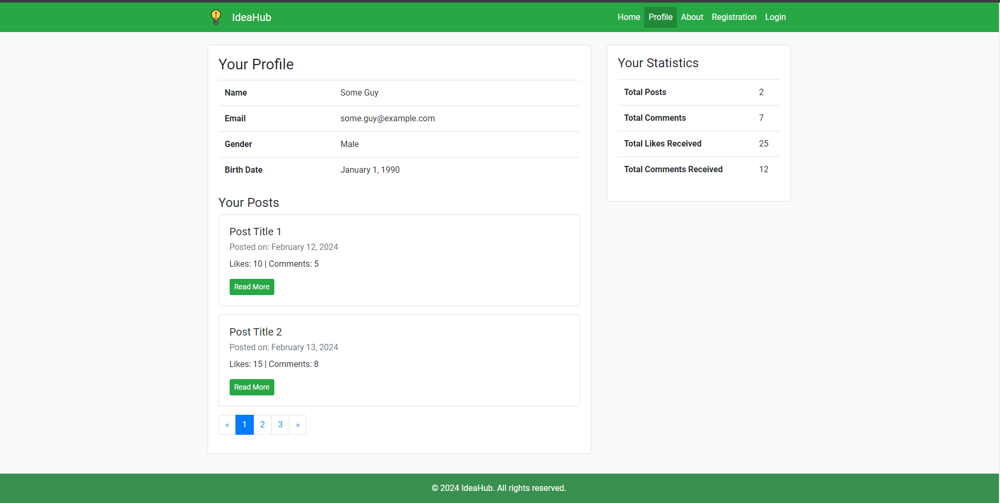 IdeaHub
Home Profile About Registration Login
Your Profile
Name Some Guy
Email some.guy@example.com
Gender Male
Birth Date January 1, 1990
Your Posts
Post Title 1
Posted on: February 12, 2024
Likes: 10 | Comments: 5
Read More
Post Title 2
Posted on: February 13, 2024
Likes: 15 | Comments: 8
Read More
« 1 2 3 »
Your Statistics
Total Posts 2
Total Comments 7
Total Likes Received 25
Total Comments Received 12
© 2024 IdeaHub. All rights reserved.